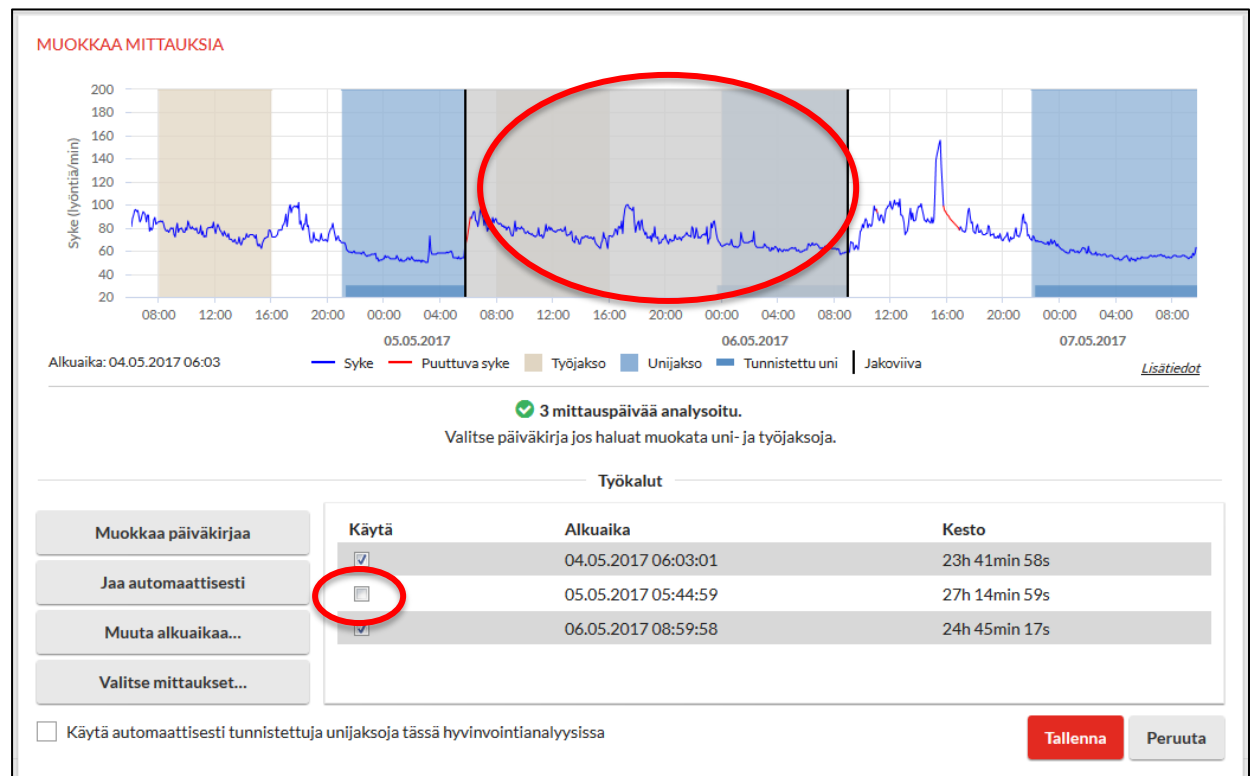 MUOKKAA MITTAUKSIA
200
180
160
140
120
100
80
60
40
20
Syke (lyöntiä/min)
08:00 12:00 16:00 20:00 00:00 04:00 08:00 12:00 16:00 20:00 00:00 04:00 08:00 12:00 16:00 20:00 00:00 04:00 08:00
05.05.2017 06.05.2017 07.05.2017
Alkuaika: 04.05.2017 06:03 Syke Puuttuva syke Työjakso Unijakso Tunnistettu uni Jakoviiva Lisätiedot
3 mittauspäivää analysoitu.
Valitse päiväkirja jos haluat muokata uni- ja työjaksoja.
Työkalut
Muokkaa päiväkirjaa
Jaa automaattisesti
Muuta alkuaikaa...
Valitse mittaukset...
Käytä Alkuaika Kesto
04.05.2017 06:03:01 23h 41min 58s
05.05.2017 05:44:59 27h 14min 59s
06.05.2017 08:59:58 24h 45min 17s
Käytä automaattisesti tunnistettuja unijaksoja tässä hyvinvointianalyysissa
Tallenna Peruuta